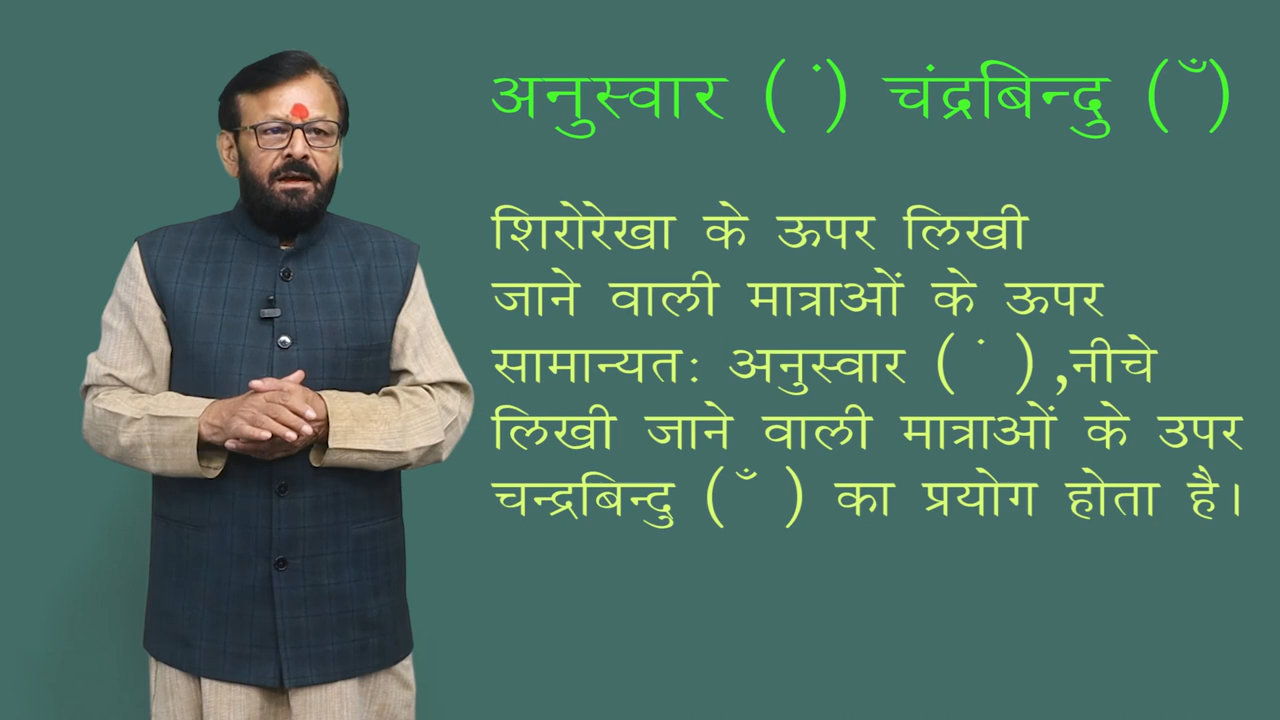 अनुस्वार ( ं) चंद्रबिन्दु ( ँ)
शिरोरेखा के ऊपर लिखी
जाने वाली मात्राओं के ऊपर
सामान्यतः अनुस्वार ( ं ) ,नीचे
लिखी जाने वाली मात्राओं के उपर
चन्द्रबिन्दु ( ँ ) का प्रयोग होता है।